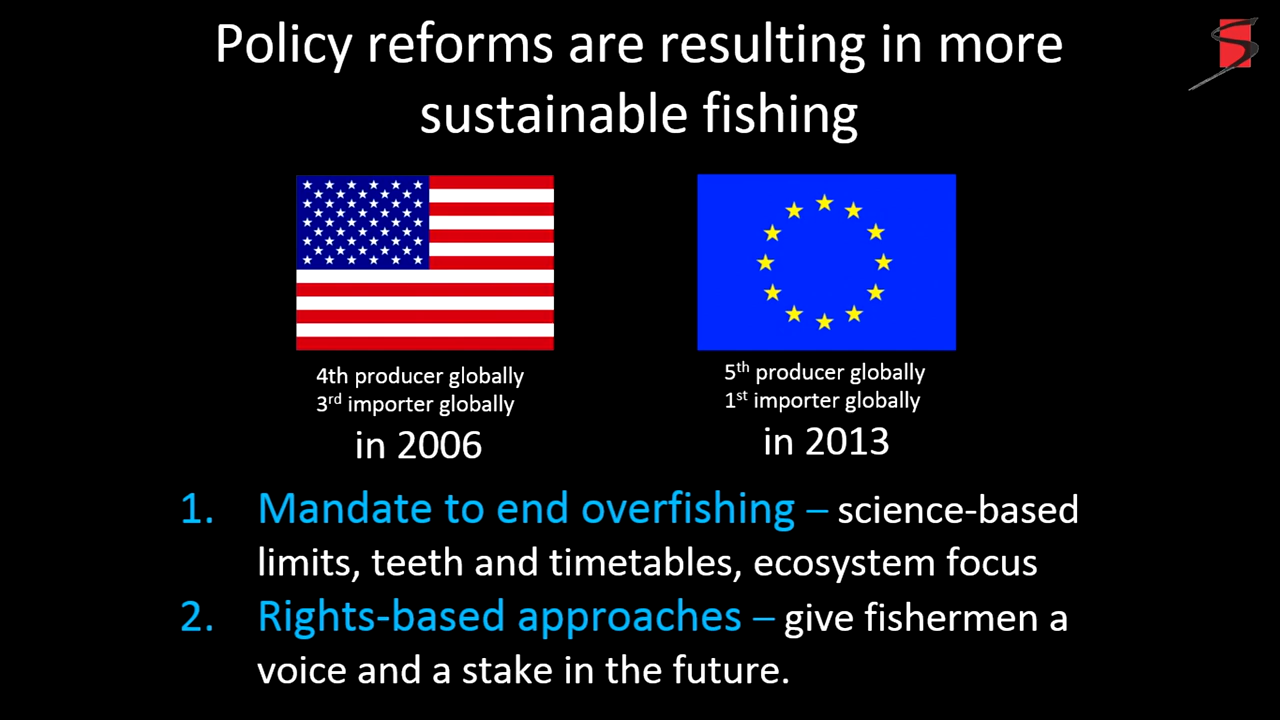 Policy reforms are resulting in more
sustainable fishing
4th producer globally
3rd importer globally
in 2006
5th producer globally
1st importer globally
in 2013
1. Mandate to end overfishing – science-based
limits, teeth and timetables, ecosystem focus
2. Rights-based approaches – give fishermen a
voice and a stake in the future.